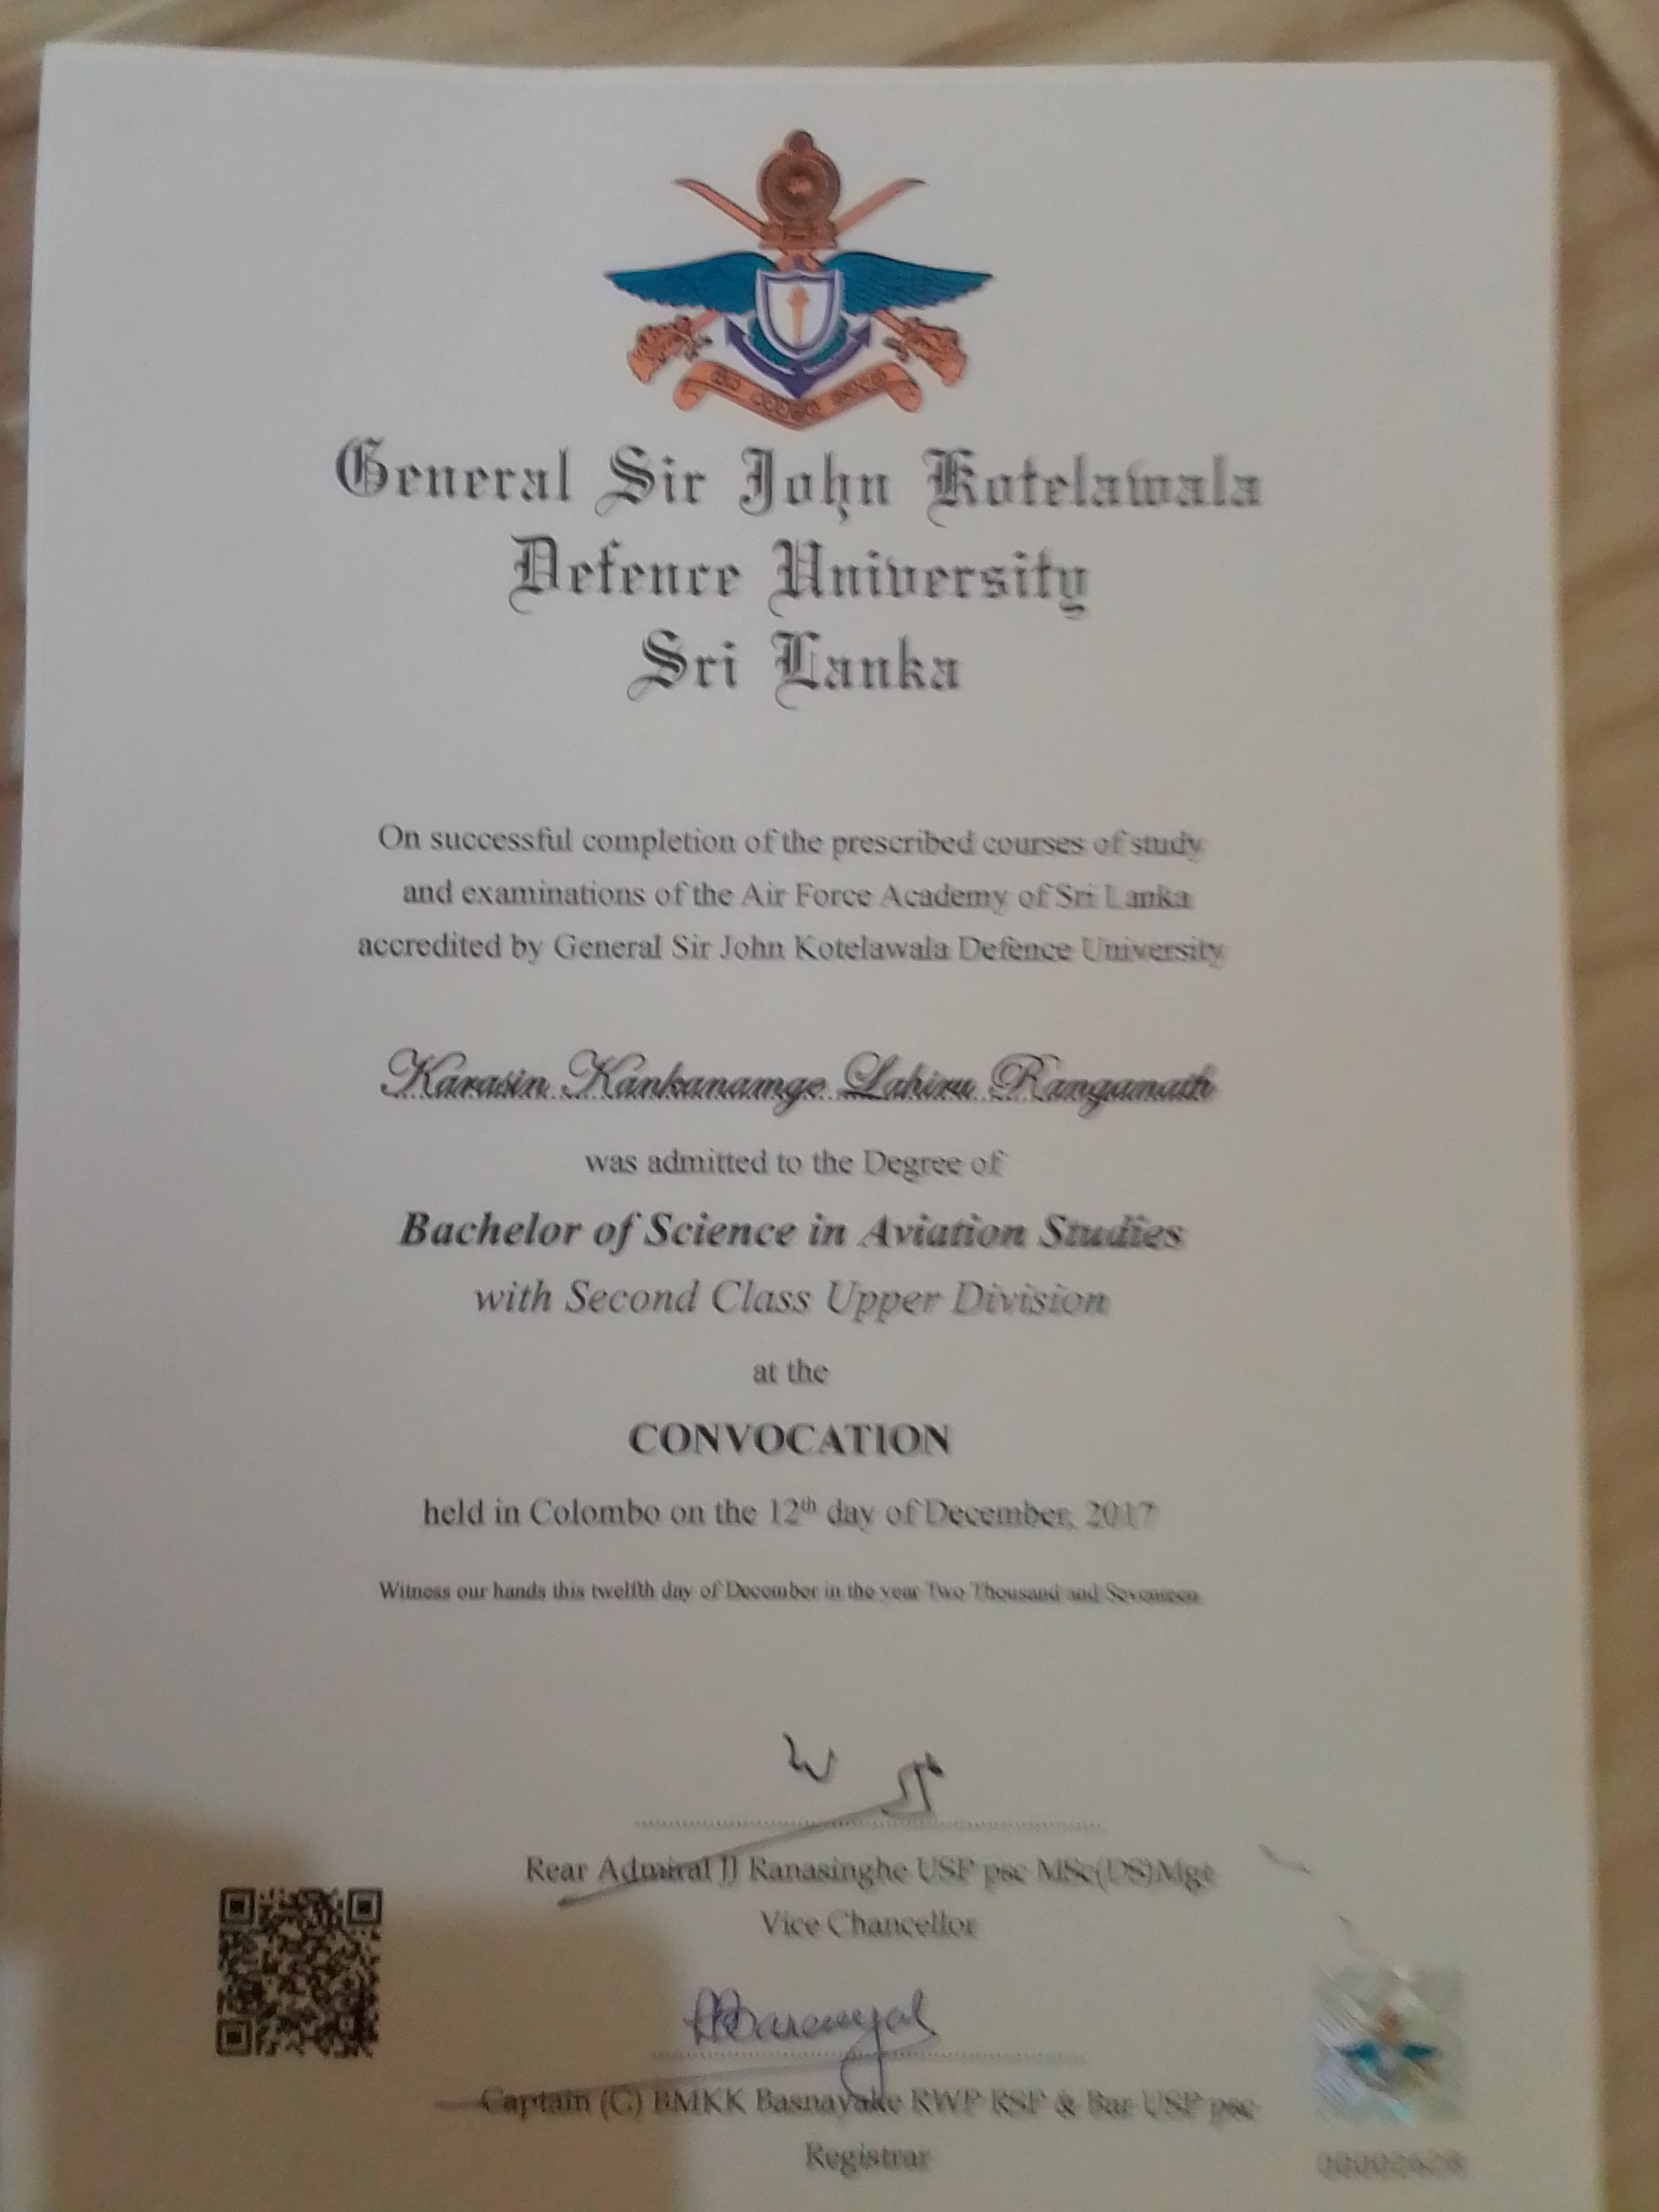 General Sir John Kotelawala
Defence University
Sri Lanka
On successful completion of the prescribed courses of study
and examinations of the Air Force Academy of Sri Lanka
accredited by General Sir John Kotelawala Defence University
Karasin Kankanamge Lahiru Rangamath
was admitted to the Degree of
Bachelor of Science in Aviation Studies
with Second Class Upper Division
at the
CONVOCATION
held in Colombo on the 12th day of December, 2017
Witness our hands this twelfth day of December in the year Two Thousand and Seventeen
Rear Admiral JJ Ranasinghe USP psc MSc(DS)Mgt
Vice Chancellor
Captain (C) BMKK Basnayake RWP RSP & Bar USP psc
Registrar